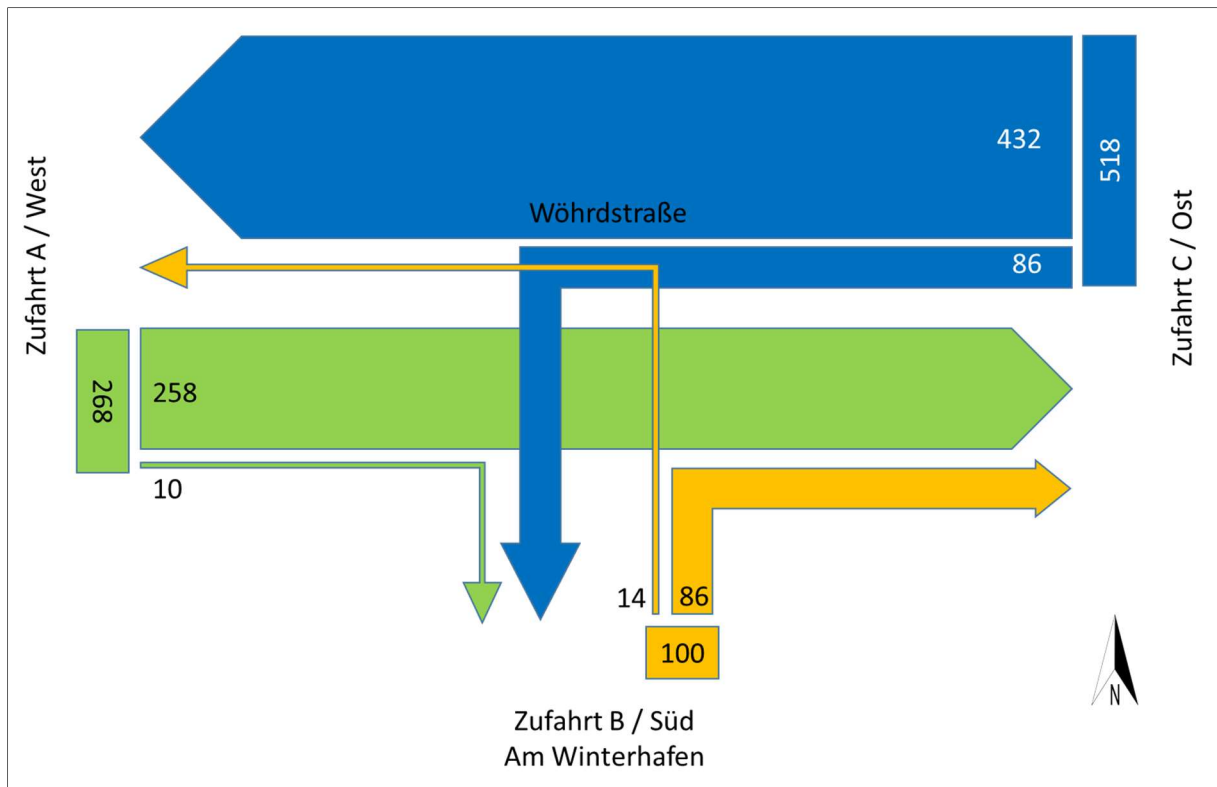 432
518
Wöhrdstraße
86
Zufahrt A / West
Zufahrt C / Ost
268
258
10
14
86
100
N
Zufahrt B / Süd
Am Winterhafen